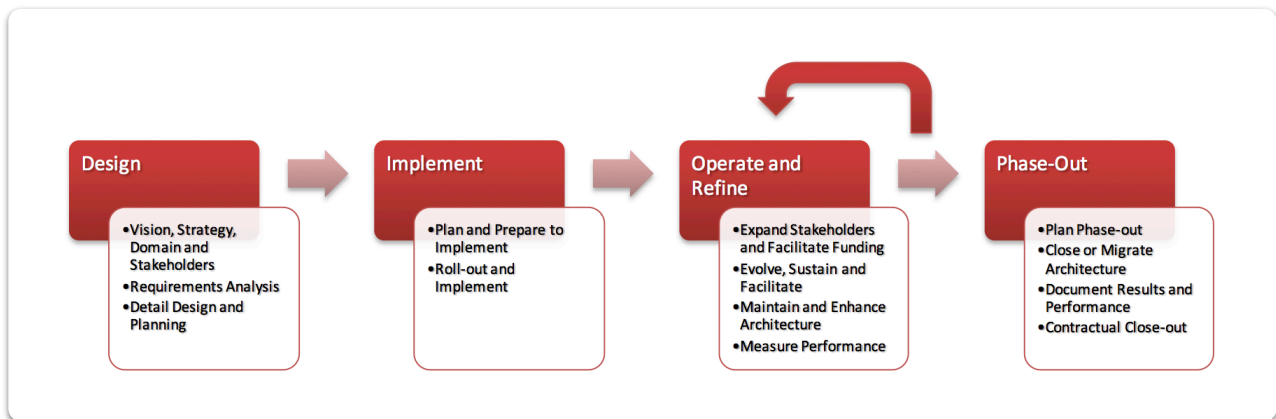 Design
•Vision, Strategy,
Domain and
Stakeholders
•Requirements Analysis
•Detail Design and
Planning
Implement
•Plan and Prepare to
Implement
•Roll-out and
Implement
Operate and
Refine
•Expand Stakeholders
and Facilitate Funding
•Evolve, Sustain and
Facilitate
•Maintain and Enhance
Architecture
•Measure Performance
Phase-Out
•Plan Phase-out
•Close or Migrate
Architecture
•Document Results and
Performance
•Contractual Close-out